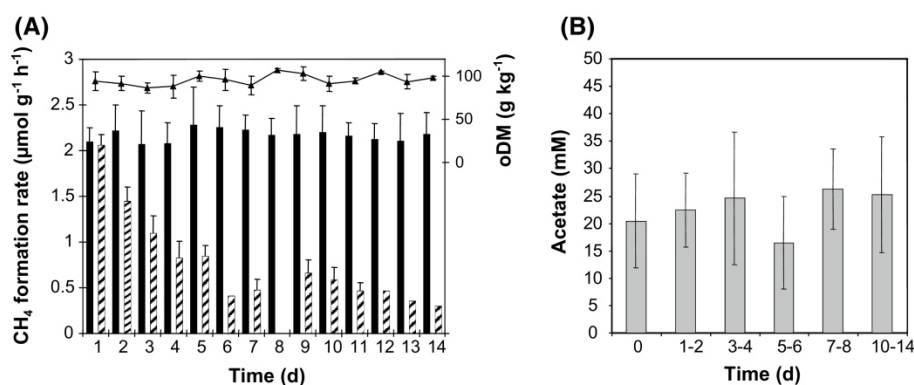 (A)
CH₄ formation rate (µmol g⁻¹ h⁻¹)
3
2.5
2
1.5
1
0.5
0
100
50
0
oDM (g kg⁻¹)
1 2 3 4 5 6 7 8 9 10 11 12 13 14
Time (d)
(B)
Acetate (mM)
50
45
40
35
30
25
20
15
10
5
0
0 1-2 3-4 5-6 7-8 10-14
Time (d)